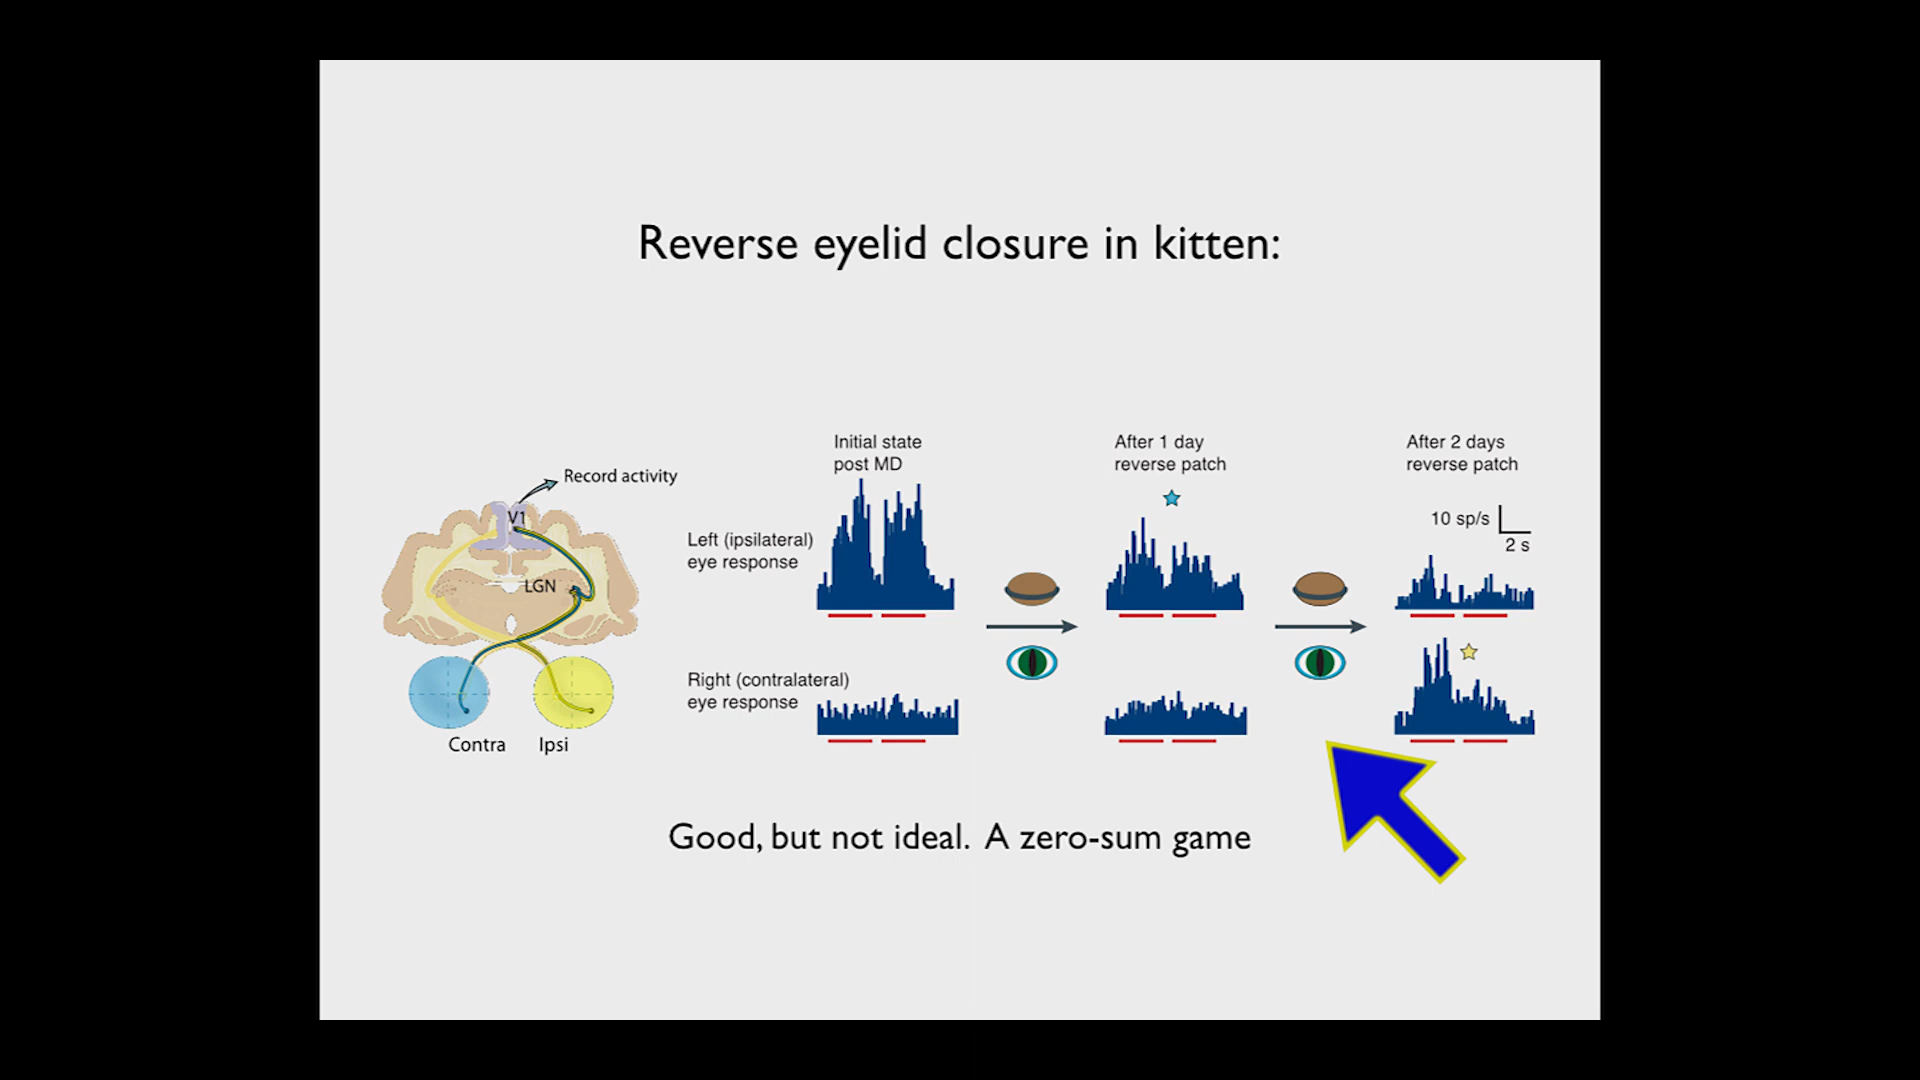 Reverse eyelid closure in kitten:
Record activity
V1
LGN
Contra
Ipsi
Initial state
post MD
After 1 day
reverse patch
After 2 days
reverse patch
10 sp/s
2 s
Left (ipsilateral)
eye response
Right (contralateral)
eye response
Good, but not ideal. A zero-sum game